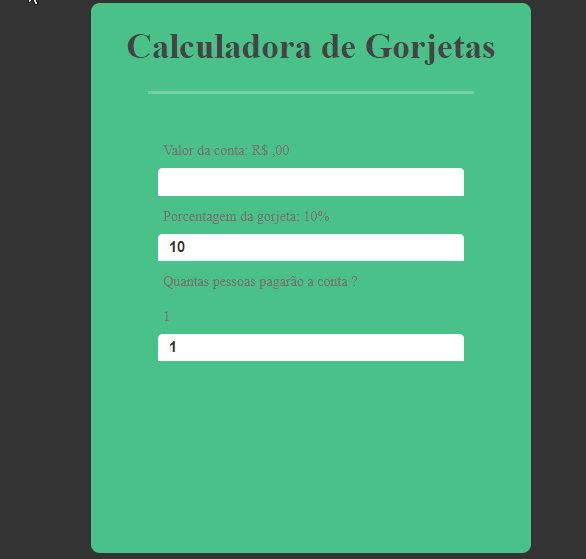 Calculadora de Gorjetas
Valor da conta: R$ ,00
Porcentagem da gorjeta: 10%
10
Quantas pessoas pagarão a conta ?
1
1